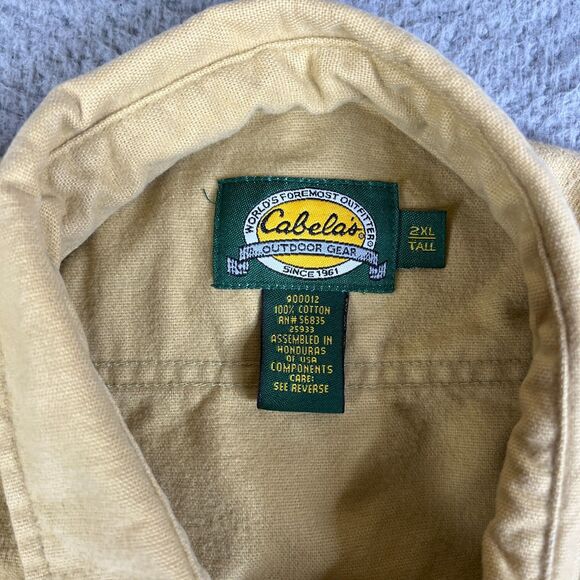 WORLD'S FOREMOST OUTFITTER®
Cabela's®
OUTDOOR GEAR
SINCE 1961
2XL
TALL
900012
100% COTTON
RN# 56835
25933
ASSEMBLED IN
HONDURAS
OF USA
COMPONENTS
CARE:
SEE REVERSE